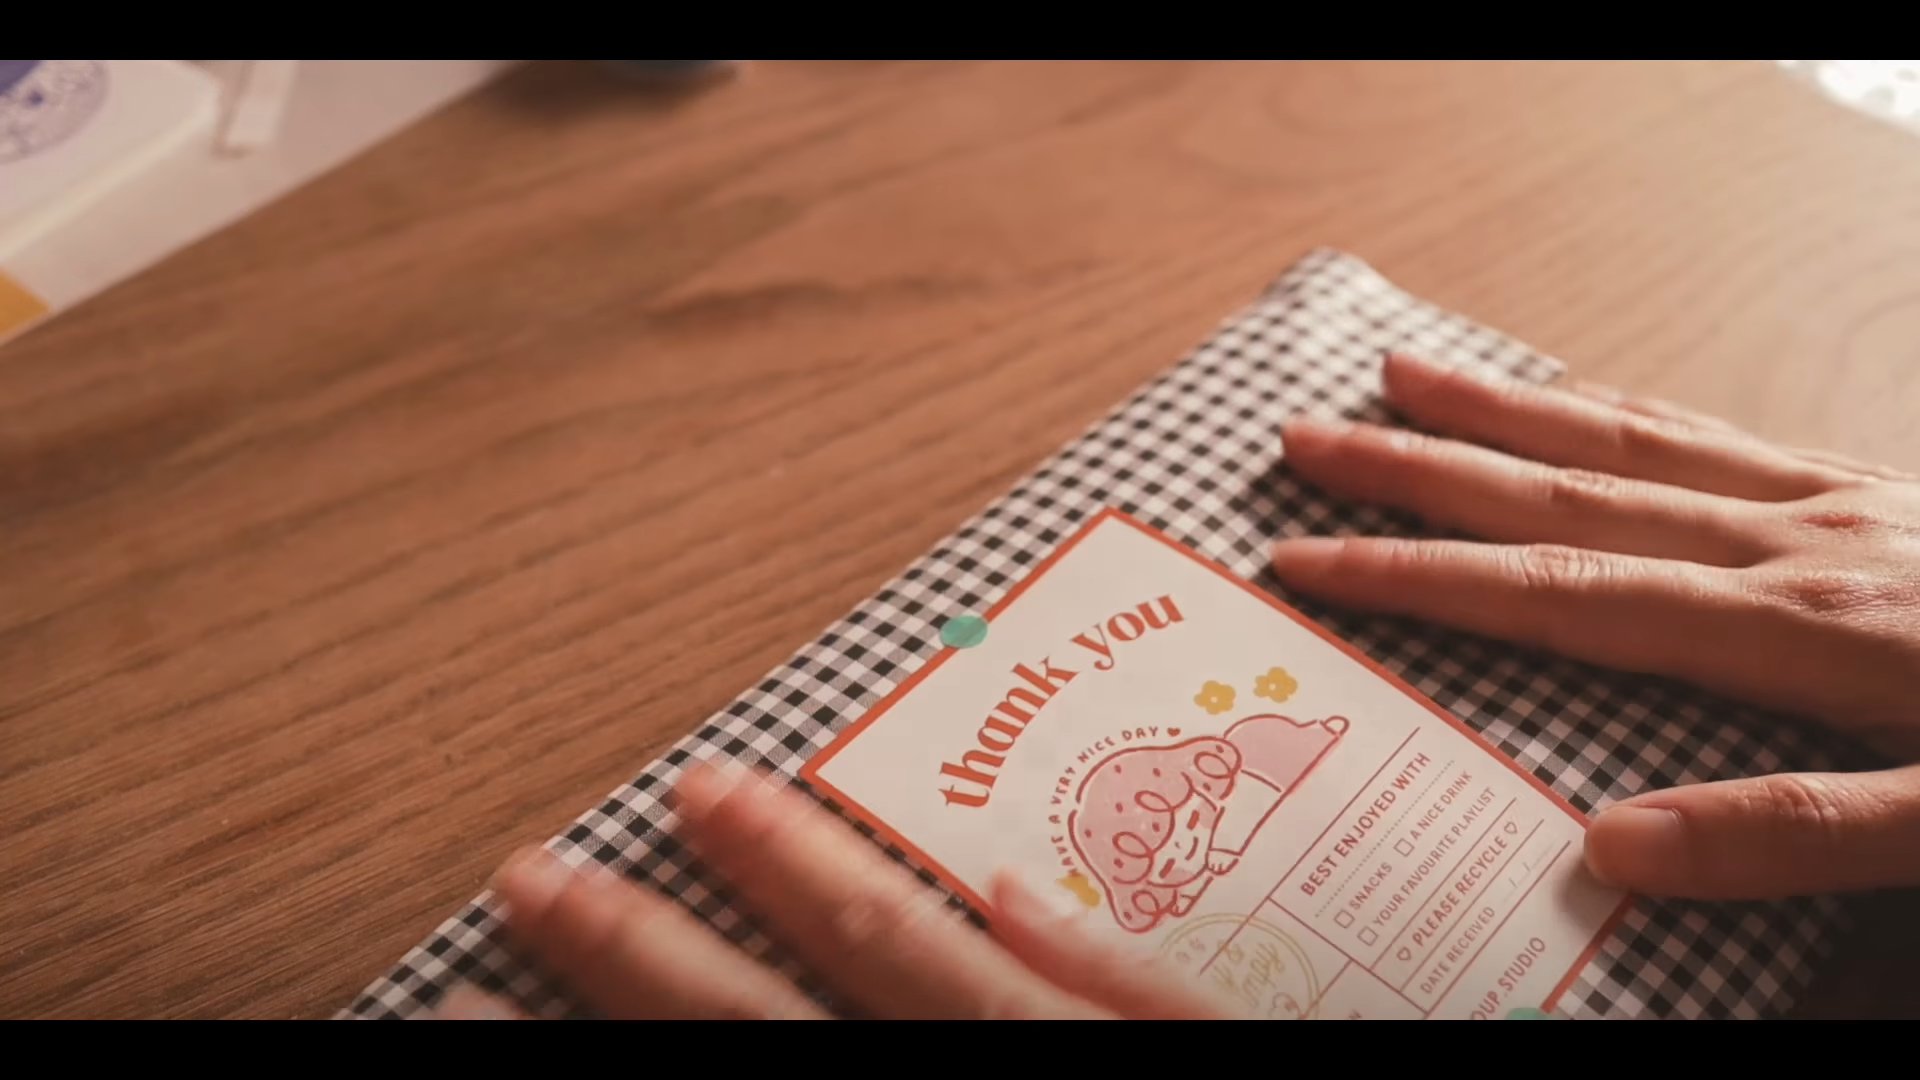 thank you
HAVE A VERY NICE DAY
BEST ENJOYED WITH
SNACKS
A NICE DRINK
YOUR FAVOURITE PLAYLIST
PLEASE RECYCLE
DATE RECEIVED
OUP.STUDIO